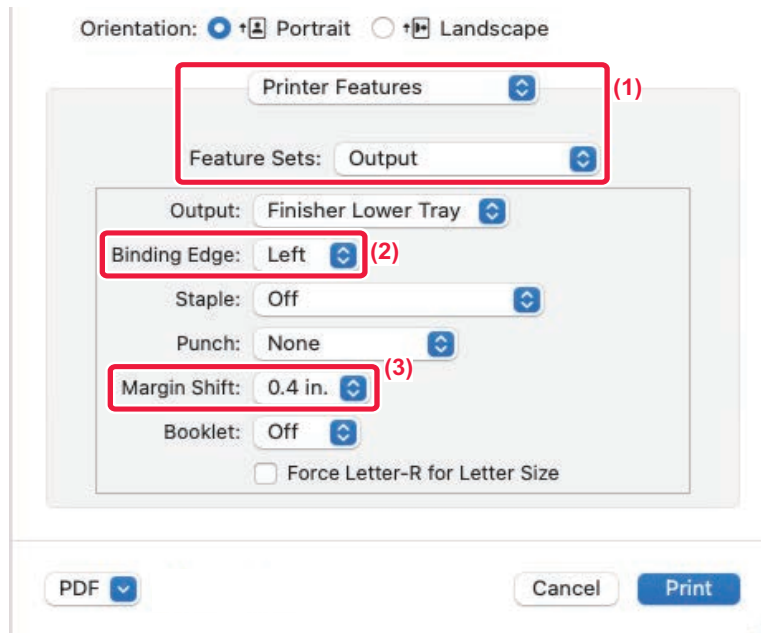 Orientation: Portrait Landscape
Printer Features (1)
Feature Sets: Output
Output: Finisher Lower Tray
Binding Edge: Left (2)
Staple: Off
Punch: None
(3)
Margin Shift: 0.4 in.
Booklet: Off
Force Letter-R for Letter Size
PDF Cancel Print